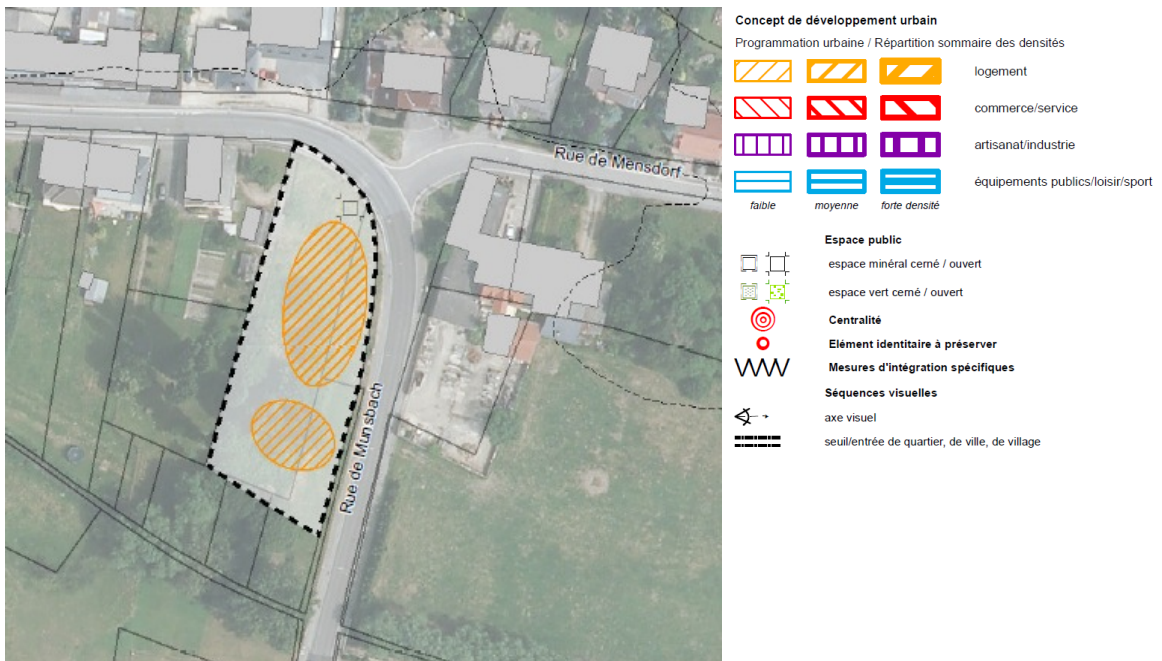 Rue de Mensdorf
Rue de Munsbach
Concept de développement urbain
Programmation urbaine / Répartition sommaire des densités
logement
commerce/service
artisanat/industrie
équipements publics/loisir/sport
faible moyenne forte densité
Espace public
espace minéral cerné / ouvert
espace vert cerné / ouvert
Centralité
Elément identitaire à préserver
Mesures d'intégration spécifiques
Séquences visuelles
axe visuel
seuil/entrée de quartier, de ville, de village